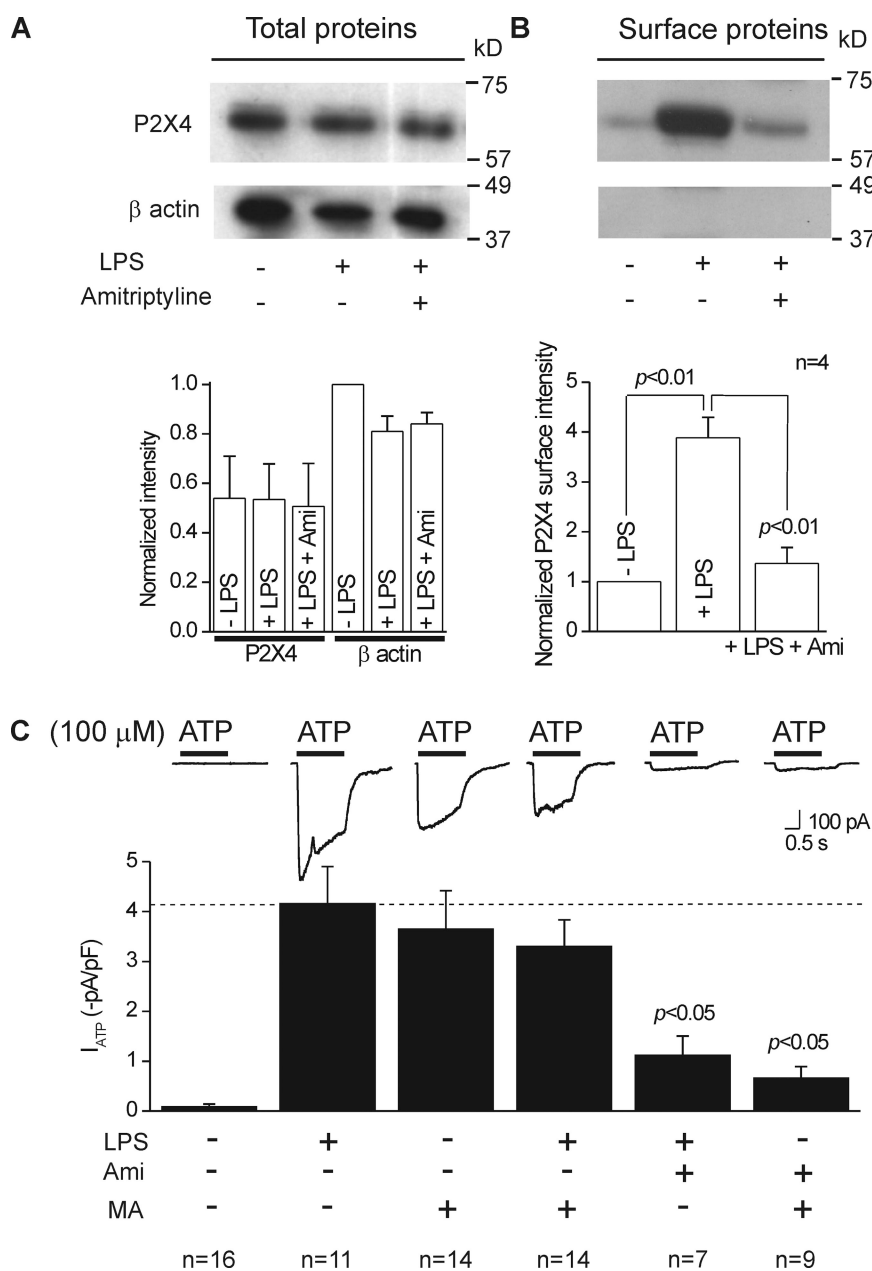 A
Total proteins
kD
P2X4
75
57
β actin
49
37
LPS - + +
Amitriptyline - - +
Normalized intensity
1.0
0.8
0.6
0.4
0.2
0.0
- LPS
+ LPS
+ LPS + Ami
- LPS
+ LPS
+ LPS + Ami
P2X4
β actin
B
Surface proteins
kD
75
57
49
37
- + +
- - +
Normalized P2X4 surface intensity
n=4
5
4
3
2
1
0
p<0.01
p<0.01
- LPS
+ LPS
+ LPS + Ami
C (100 μM) ATP ATP ATP ATP ATP ATP
100 pA
0.5 s
I ATP (-pA/pF)
5
4
3
2
1
0
p<0.05
p<0.05
LPS - + - + + -
Ami - - - - + +
MA - - + + - +
n=16 n=11 n=14 n=14 n=7 n=9